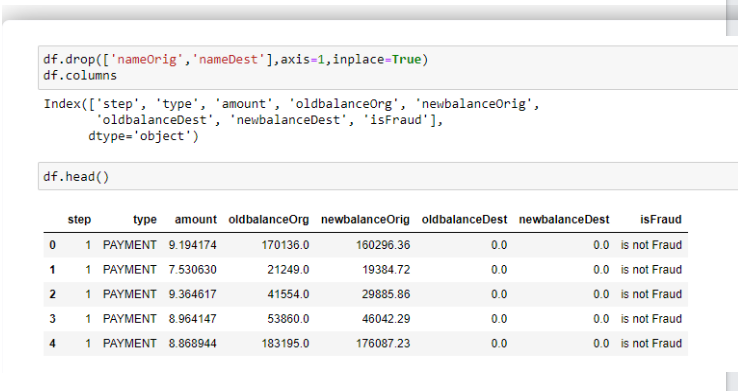 df.drop(['nameOrig','nameDest'],axis=1,inplace=True)
df.columns
Index(['step', 'type', 'amount', 'oldbalanceOrg', 'newbalanceOrig',
'oldbalanceDest', 'newbalanceDest', 'isFraud'],
dtype='object')
df.head()
step type amount oldbalanceOrg newbalanceOrig oldbalanceDest newbalanceDest isFraud
0 1 PAYMENT 9.194174 170136.0 160296.36 0.0 0.0 is not Fraud
1 1 PAYMENT 7.530630 21249.0 19384.72 0.0 0.0 is not Fraud
2 1 PAYMENT 9.364617 41554.0 29885.86 0.0 0.0 is not Fraud
3 1 PAYMENT 8.964147 53860.0 46042.29 0.0 0.0 is not Fraud
4 1 PAYMENT 8.868944 183195.0 176087.23 0.0 0.0 is not Fraud